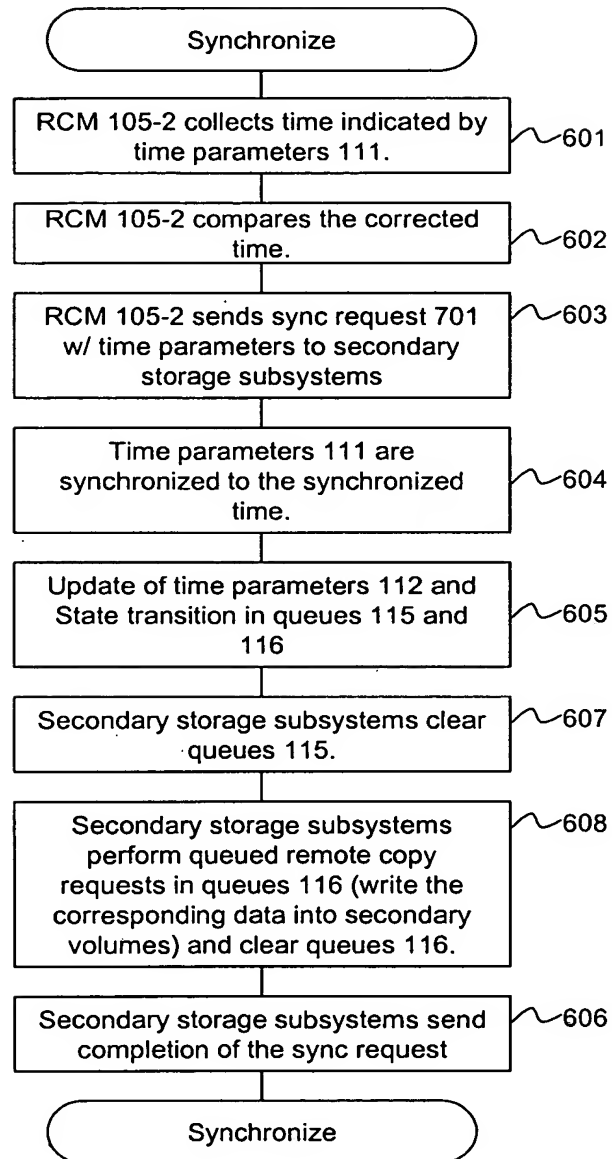 Synchronize
RCM 105-2 collects time indicated by
time parameters 111.
601
RCM 105-2 compares the corrected
time.
602
RCM 105-2 sends sync request 701
w/ time parameters to secondary
storage subsystems
603
Time parameters 111 are
synchronized to the synchronized
time.
604
Update of time parameters 112 and
State transition in queues 115 and
116
605
Secondary storage subsystems clear
queues 115.
607
Secondary storage subsystems
perform queued remote copy
requests in queues 116 (write the
corresponding data into secondary
volumes) and clear queues 116.
608
Secondary storage subsystems send
completion of the sync request
606
Synchronize